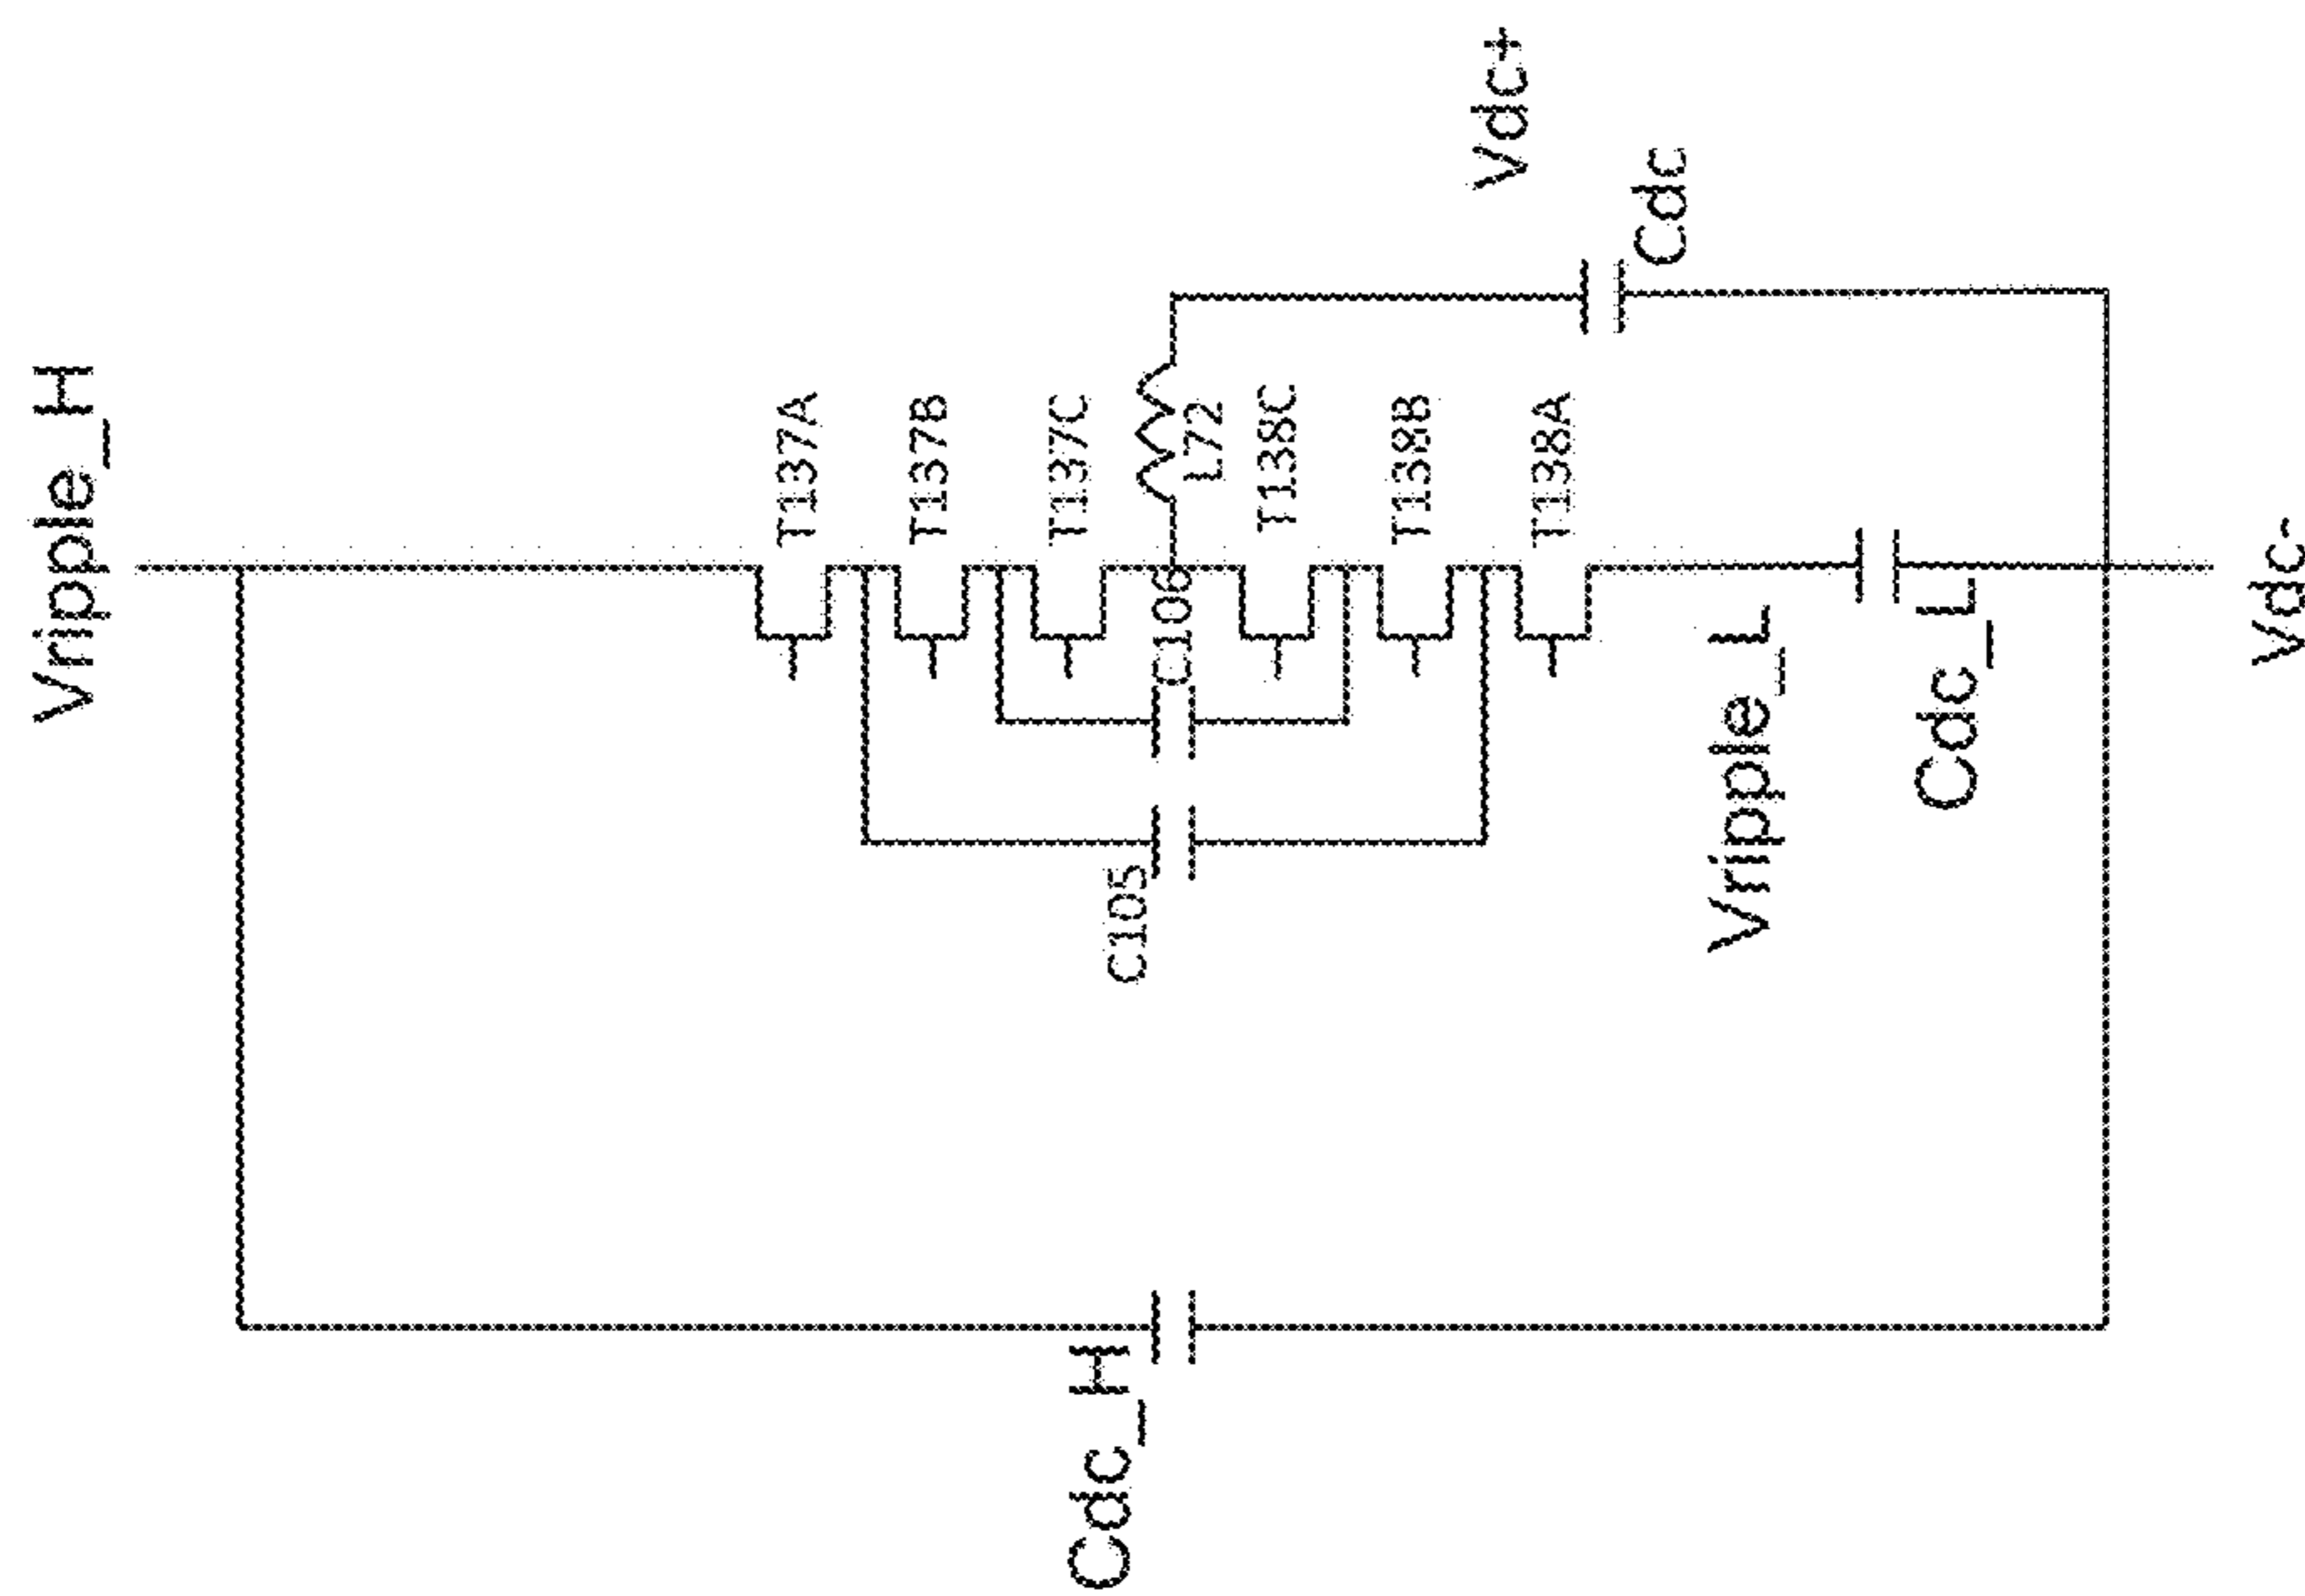 Vripple_H
Vdc+
Cdc
T137A
T137B
T137C
L72
T138C
T138B
T138A
C106
C105
Vripple_L
Cdc_L
Vdc-
Cdc_H